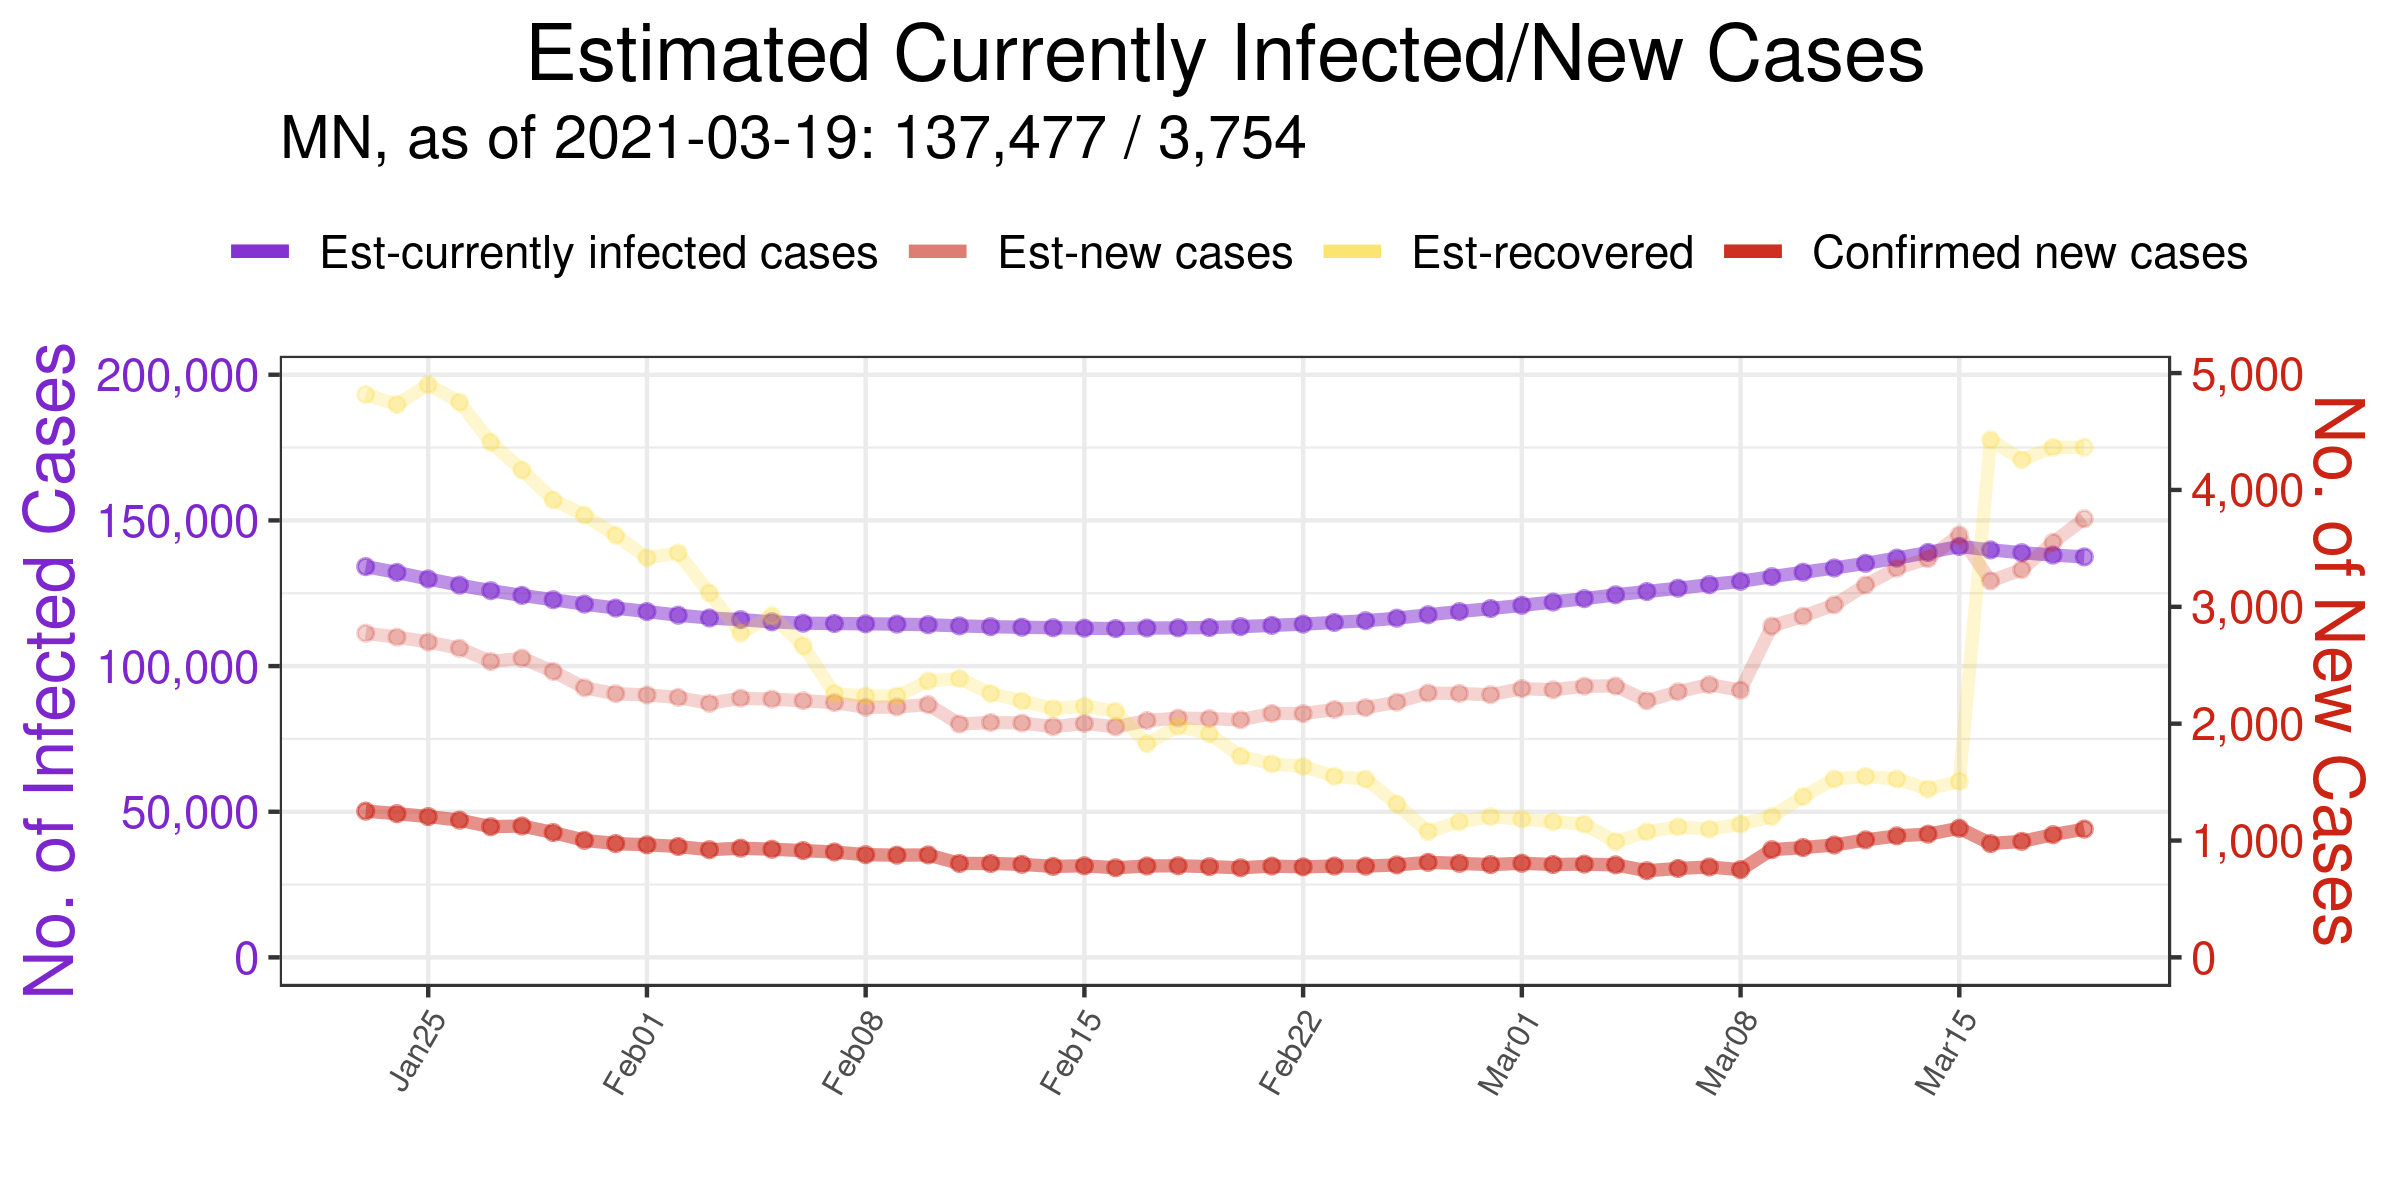 Estimated Currently Infected/New Cases
MN, as of 2021-03-19: 137,477 / 3,754
Est-currently infected cases
Est-new cases
Est-recovered
Confirmed new cases
No. of Infected Cases
200,000
150,000
100,000
50,000
0
5,000
4,000
3,000
2,000
1,000
0
No. of New Cases
Jan25
Feb01
Feb08
Feb15
Feb22
Mar01
Mar08
Mar15